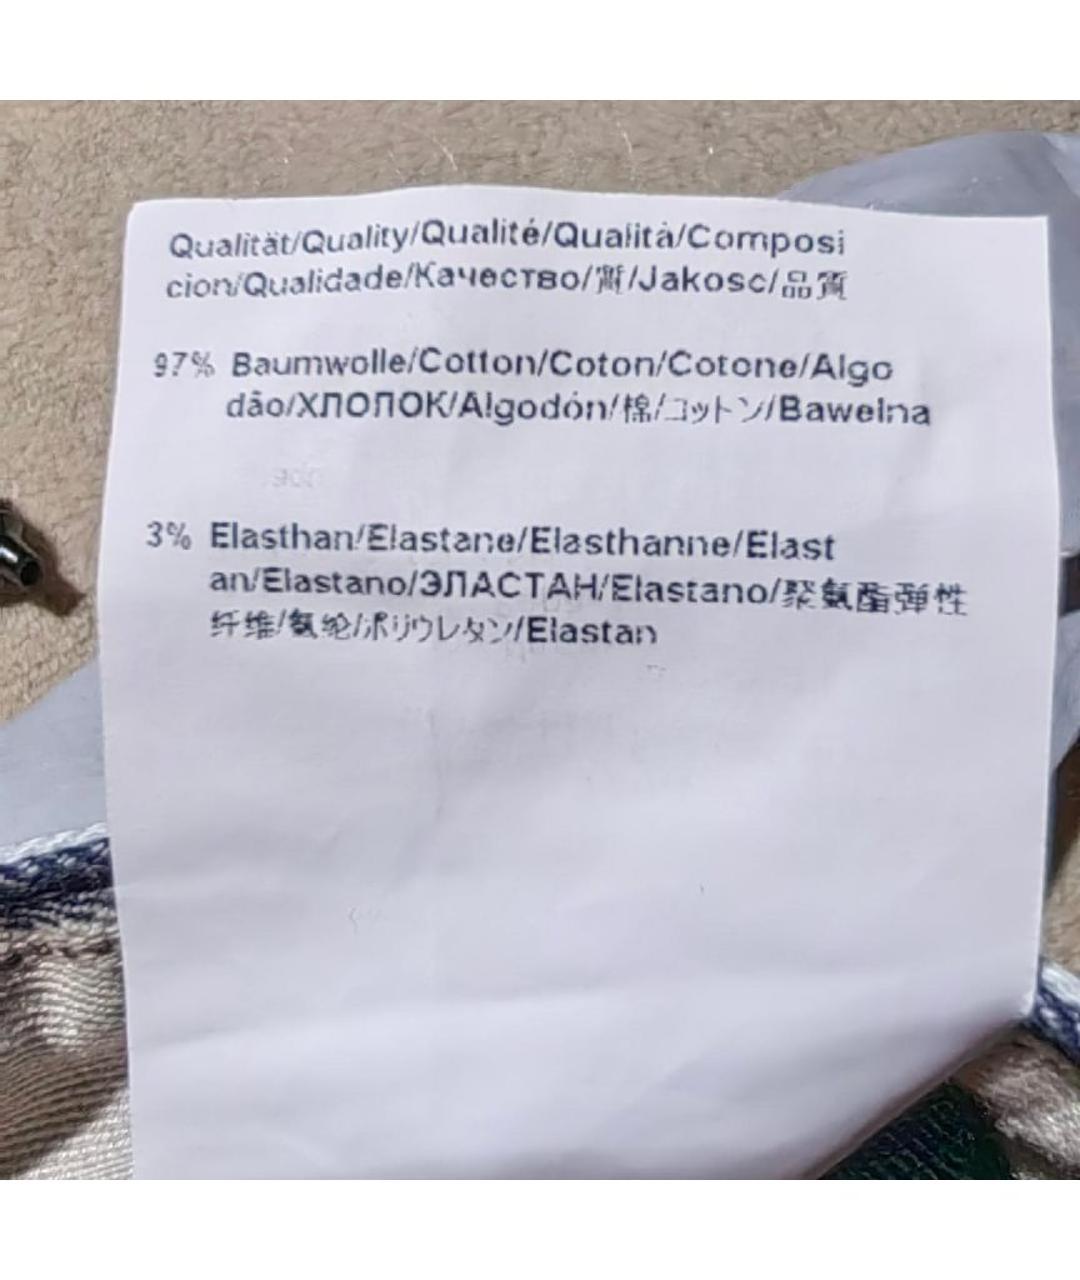 Qualität/Quality/Qualité/Qualità/Composi
cion/Qualidade/Качество/質/Jakosc/品質
97% Baumwolle/Cotton/Coton/Cotone/Algo
dão/ХЛОПОК/Algodón/棉/コットン/Bawelna
3% Elasthan/Elastane/Elasthanne/Elast
an/Elastano/ЭЛАСТАН/Elastano/聚氨酯弹性
纤维/氨纶/ポリウレタン/Elastan